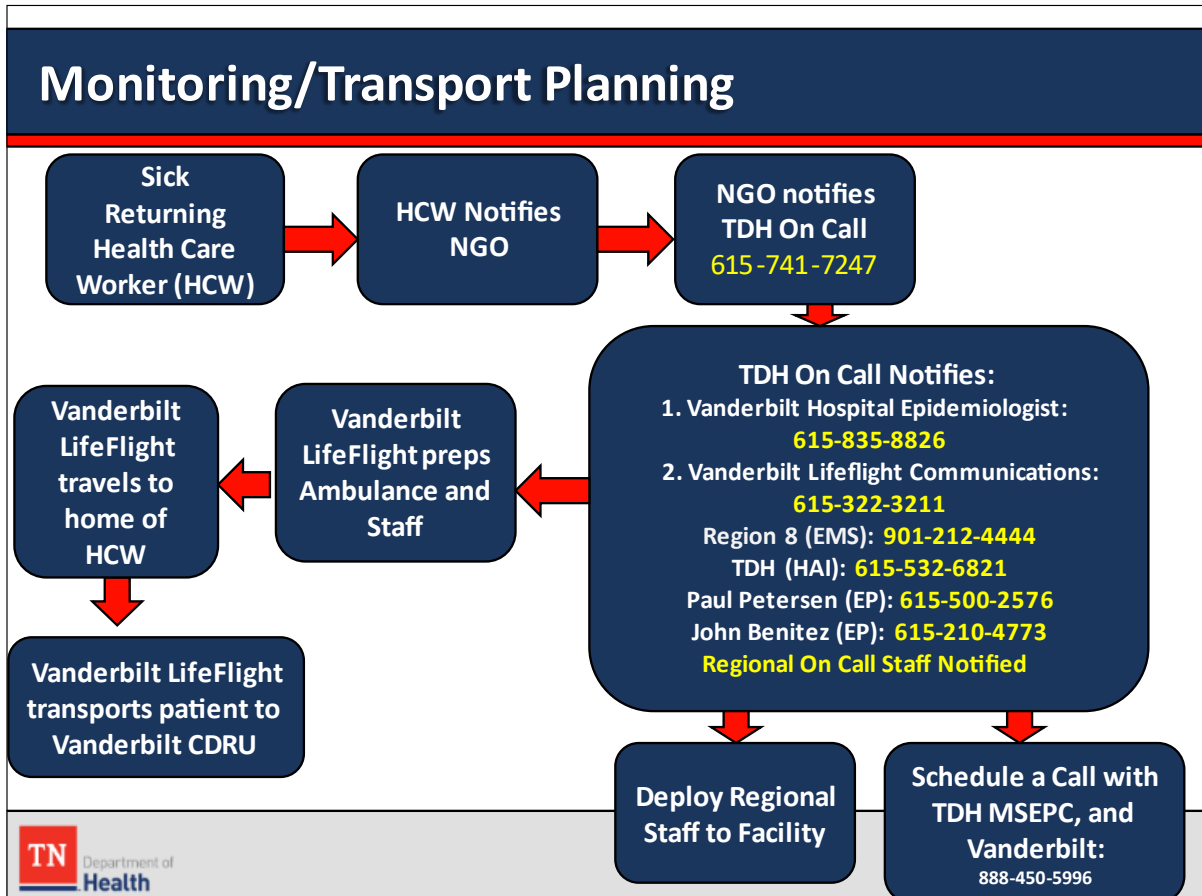 Monitoring/Transport Planning
Sick
Returning
Health Care
Worker (HCW)
HCW Notifies
NGO
NGO notifies
TDH On Call
615-741-7247
TDH On Call Notifies:
1. Vanderbilt Hospital Epidemiologist:
615-835-8826
2. Vanderbilt Lifeflight Communications:
615-322-3211
Region 8 (EMS): 901-212-4444
TDH (HAI): 615-532-6821
Paul Petersen (EP): 615-500-2576
John Benitez (EP): 615-210-4773
Regional On Call Staff Notified
Vanderbilt
LifeFlight preps
Ambulance and
Staff
Vanderbilt
LifeFlight
travels to
home of
HCW
Vanderbilt LifeFlight
transports patient to
Vanderbilt CDRU
Deploy Regional
Staff to Facility
Schedule a Call with
TDH MSEPC, and
Vanderbilt:
888-450-5996
TN
Department of
Health